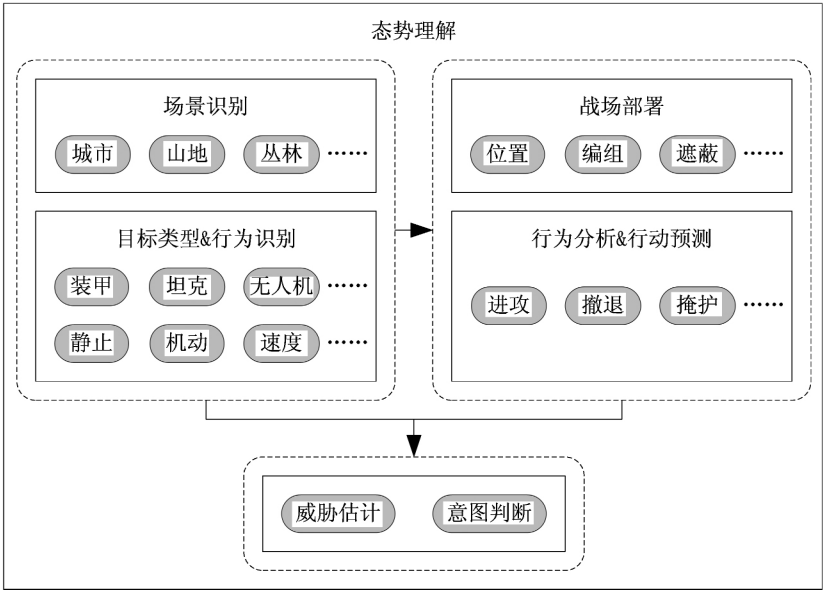 态势理解
场景识别
城市 山地 丛林 ……
目标类型&行为识别
装甲 坦克 无人机 ……
静止 机动 速度 ……
战场部署
位置 编组 遮蔽 ……
行为分析&行动预测
进攻 撤退 掩护 ……
威胁估计 意图判断